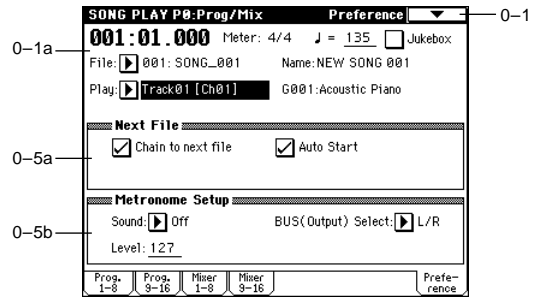 SONG PLAY P0:Prog/Mix Preference
0–1
0–1a
001:01.000 Meter: 4/4 ♩ = 135 Jukebox
File: 001: SONG_001 Name:NEW SONG 001
Play: Track01 [Ch01] G001:Acoustic Piano
Next File
0–5a
Chain to next file Auto Start
Metronome Setup
0–5b
Sound: Off BUS(Output) Select: L/R
Level: 127
Prog. 1–8 Prog. 9–16 Mixer 1–8 Mixer 9–16 Prefe-rence